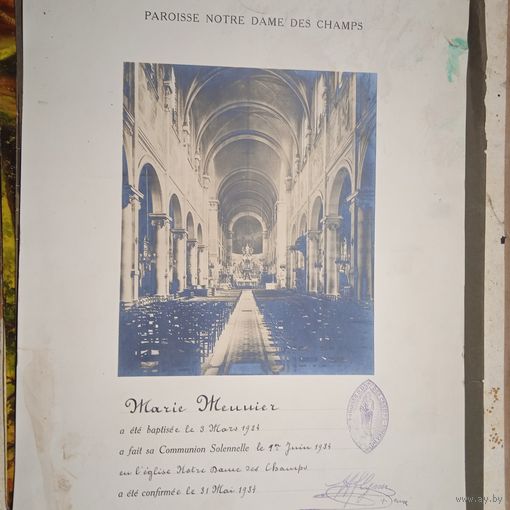 PAROISSE NOTRE DAME DES CHAMPS
Marie Meunier
a été baptisée le 3 Mars 1934
a fait sa Communion Solennelle le 1er Juin 1934
en l'église Notre Dame des Champs
a été confirmée le 31 Mai 1934
www.ay.by